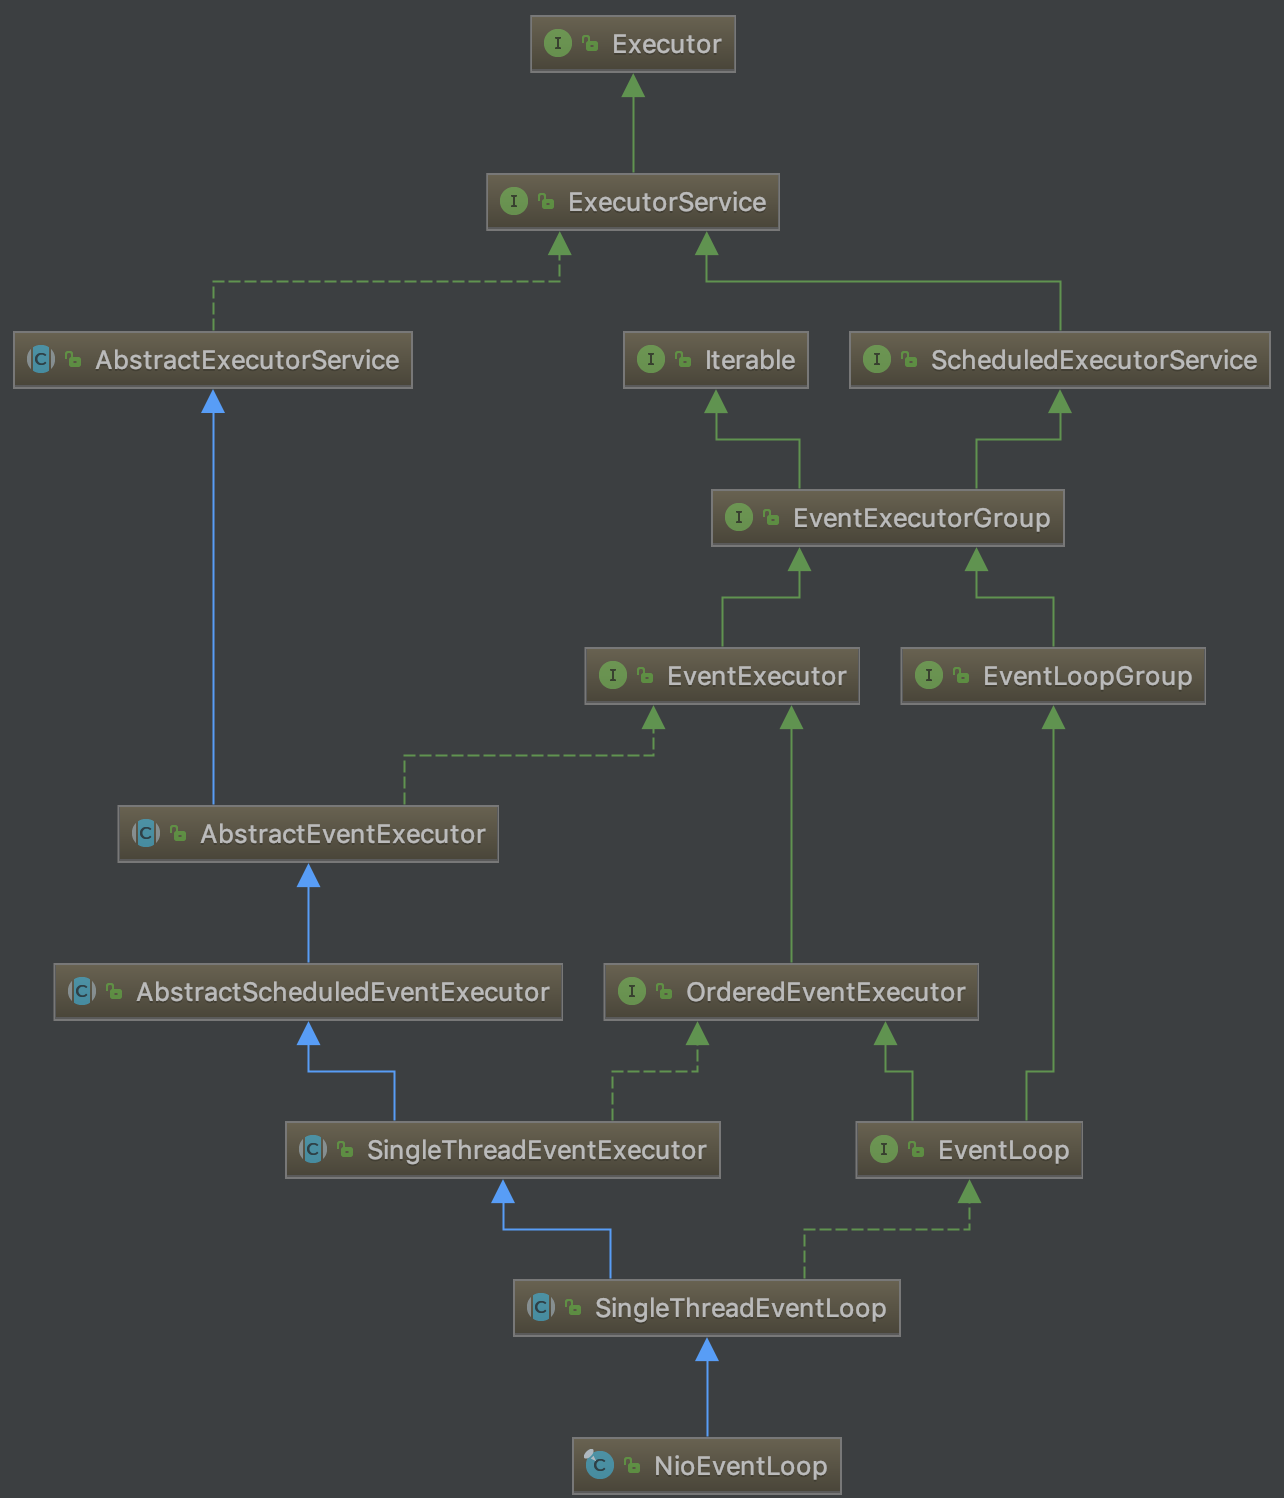 I Executor
I ExecutorService
C AbstractExecutorService
I Iterable
I ScheduledExecutorService
I EventExecutorGroup
I EventExecutor
I EventLoopGroup
C AbstractEventExecutor
C AbstractScheduledEventExecutor
I OrderedEventExecutor
C SingleThreadEventExecutor
I EventLoop
C SingleThreadEventLoop
C NioEventLoop